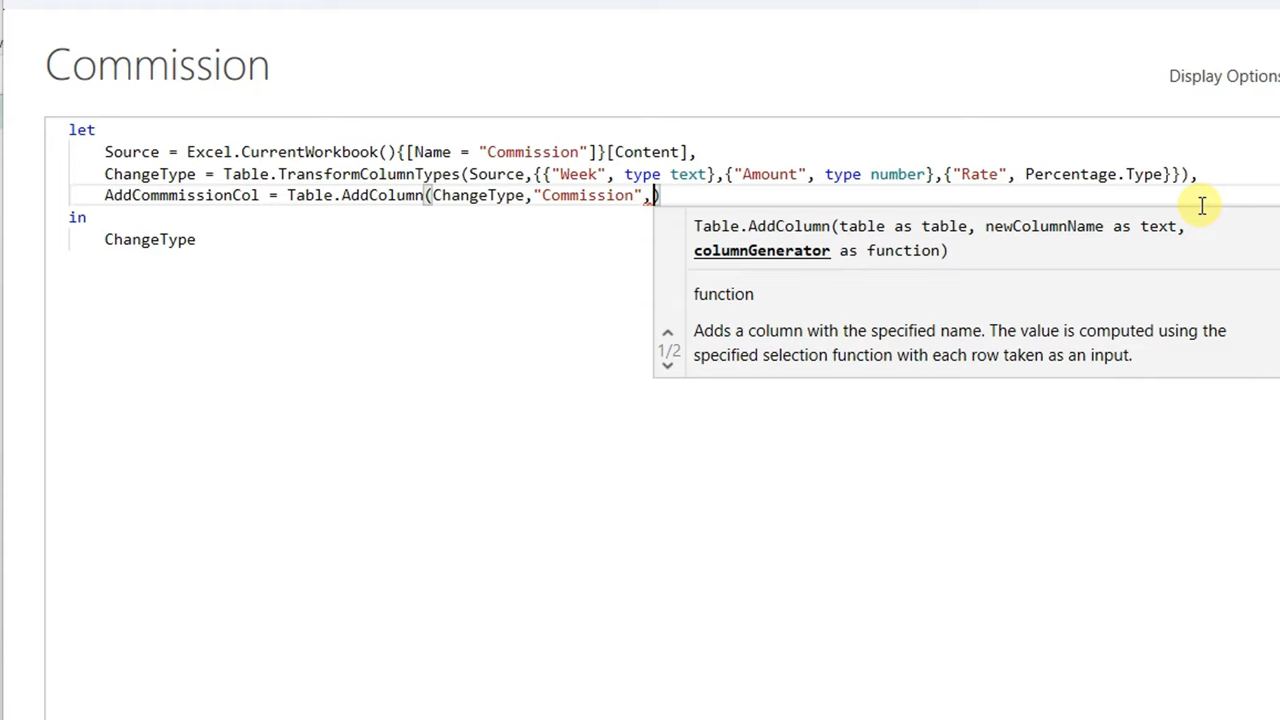 Commission
Display Options
let
Source = Excel.CurrentWorkbook(){[Name = "Commission"]}[Content],
ChangeType = Table.TransformColumnTypes(Source,{{"Week", type text},{"Amount", type number},{"Rate", Percentage.Type}}),
AddCommmissionCol = Table.AddColumn(ChangeType,"Commission",)
in
ChangeType
Table.AddColumn(table as table, newColumnName as text,
columnGenerator as function)
function
1/2
Adds a column with the specified name. The value is computed using the
specified selection function with each row taken as an input.